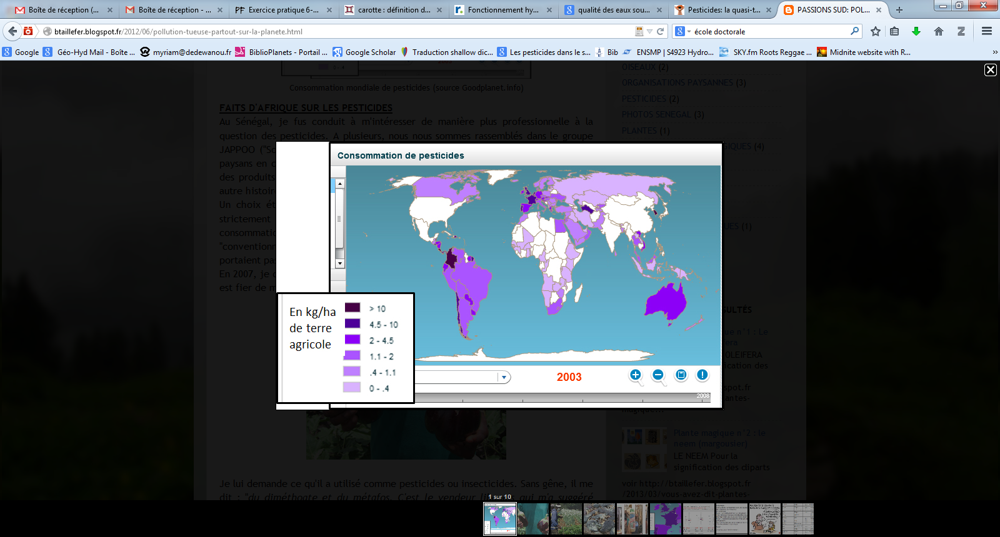 Boîte de réception (...
Boîte de réception - ...
Exercice pratique 6-...
carotte : définition d...
Fonctionnement hy...
qualité des eaux sou...
Pesticides: la quasi-t...
PASSIONS SUD: POL...
btaillefer.blogspot.fr/2012/06/pollution-tueuse-partout-sur-la-planete.html
école doctorale
Google
Géo-Hyd Mail - Boîte ...
myriam@dedewanou.fr
BiblioPlanets - Portail ...
Google Scholar
Traduction shallow dic...
Les pesticides dans le s...
Bib
ENSMP | S4923 Hydro...
SKY.fm Roots Reggae ...
Midnite website with R...
Consommation mondiale de pesticides (source Goodplanet.info)
FAITS D'AFRIQUE SUR LES PESTICIDES
Au Sénégal, je fus conduit à m'intéresser de manière plus professionnelle à la
question des pesticides. A plusieurs, nous nous sommes rassemblés dans le groupe
JAPPOO ("So
paysans en c
des produits
autre histoire
Un choix ét
strictement
consommatio
"convention
portaient pas
En 2007, je
est fier de m
Consommation de pesticides
En kg/ha
de terre
agricole
> 10
4.5 - 10
2 - 4.5
1.1 - 2
.4 - 1.1
0 - .4
2003
2008
Je lui demande ce qu'il a utilisé comme pesticides ou insecticides. Sans gêne, il me
dit : "du diméthoate et du métafos. C'est le vendeur qui m'a suggéré
OISEAUX (2)
ORGANISATIONS PAYSANNES (3)
PESTICIDES (2)
PHOTOS SENEGAL (3)
PLANTES (1)
GIQUES (4)
UES (1)
SULTÉS
ue n°1 : Le
OLEIFERA
ication des
spot.fr
antes-
Plante magique n°2 : le
neem (margousier)
LE NEEM Pour la
signification des cliparts
voir http://btaillefer.blogspot.fr
/2013/03/vous-avez-dit-plantes-
1 sur 10